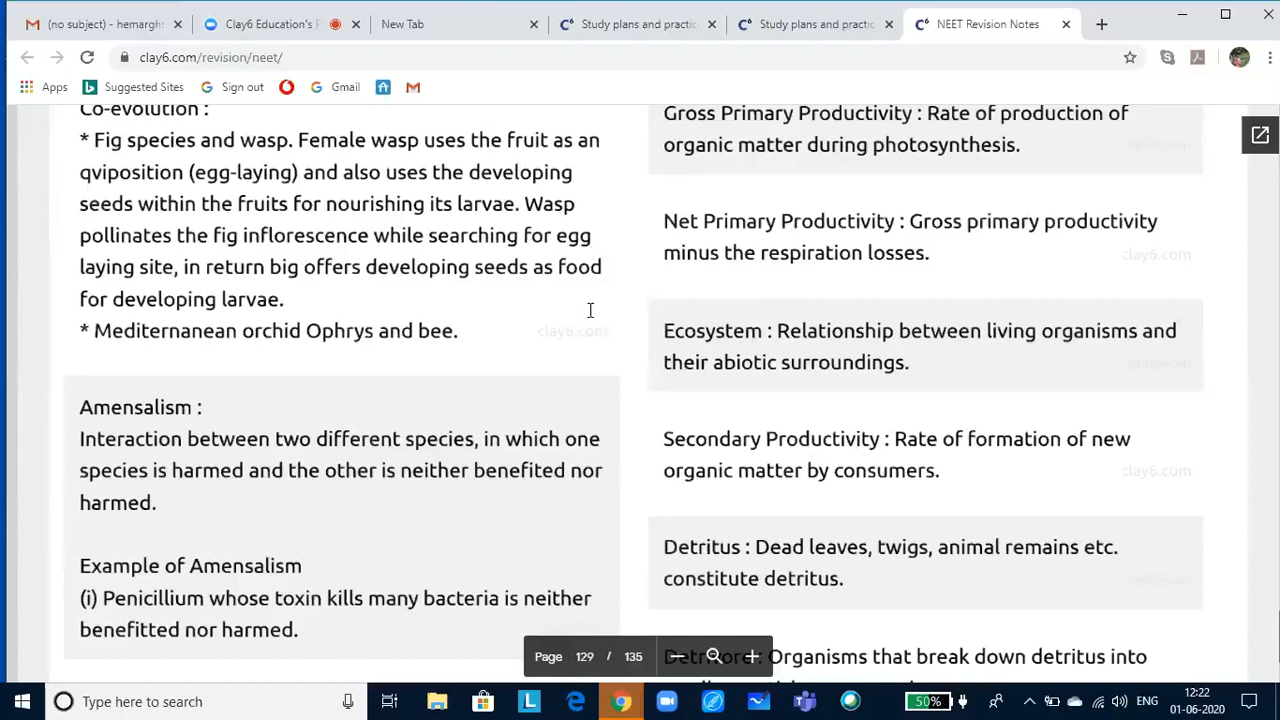 (no subject) - hemargh
Clay6 Education's
New Tab
Study plans and practic
Study plans and practic
NEET Revision Notes
clay6.com/revision/neet/
Apps
Suggested Sites
Sign out
Gmail
Co-evolution :
* Fig species and wasp. Female wasp uses the fruit as an
qviposition (egg-laying) and also uses the developing
seeds within the fruits for nourishing its larvae. Wasp
pollinates the fig inflorescence while searching for egg
laying site, in return big offers developing seeds as food
for developing larvae.
* Mediternanean orchid Ophrys and bee.
clay6.com
Amensalism :
Interaction between two different species, in which one
species is harmed and the other is neither benefited nor
harmed.
Example of Amensalism
(i) Penicillium whose toxin kills many bacteria is neither
benefitted nor harmed.
Gross Primary Productivity : Rate of production of
organic matter during photosynthesis.
Net Primary Productivity : Gross primary productivity
minus the respiration losses.
clay6.com
Ecosystem : Relationship between living organisms and
their abiotic surroundings.
Secondary Productivity : Rate of formation of new
organic matter by consumers.
clay6.com
Detritus : Dead leaves, twigs, animal remains etc.
constitute detritus.
: Organisms that break down detritus into
Page 129 / 135
Type here to search
50%
ENG
12:22
01-06-2020